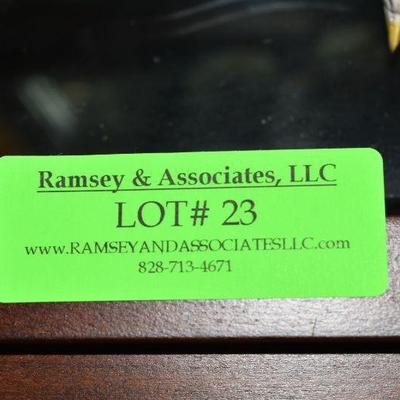 Ramsey & Associates, LLC
LOT# 23
www.RAMSEYANDASSOCIATESLLC.com
828-713-4671